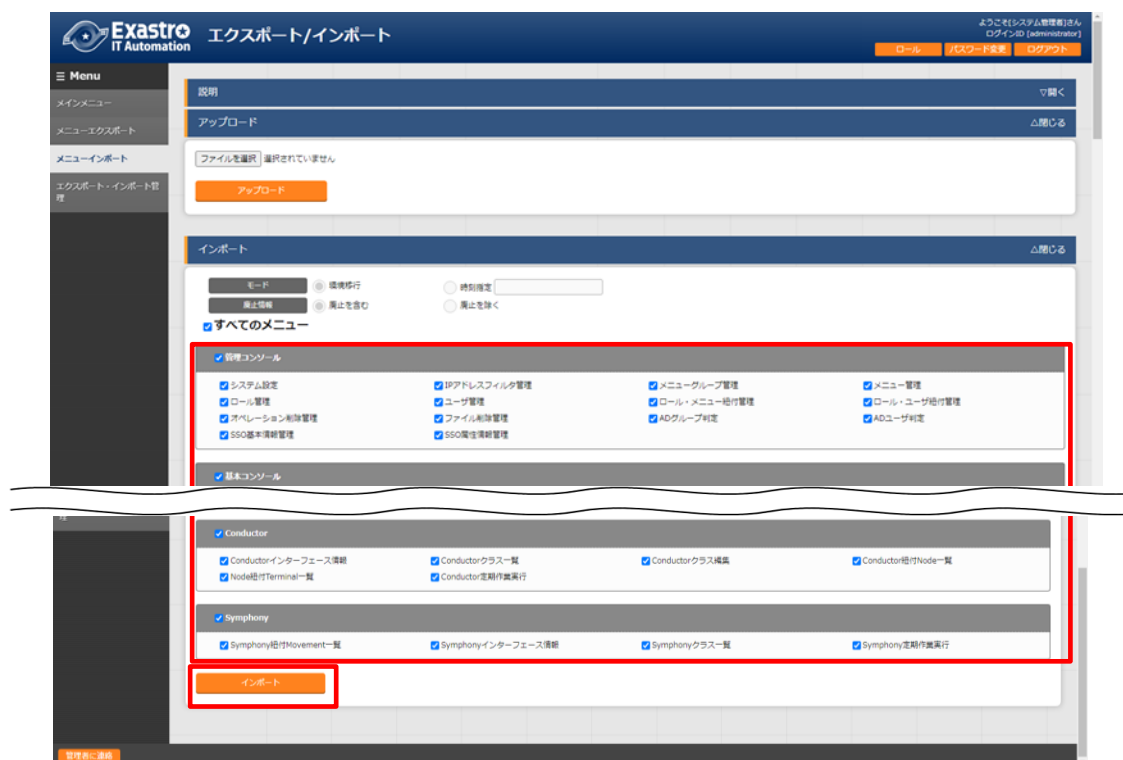 Exastro
IT Automation
エクスポート/インポート
ようこそ[システム管理者]さん
ログインID [administrator]
ロール パスワード変更 ログアウト
☰ Menu
メインメニュー
メニューエクスポート
メニューインポート
エクスポート・インポート管
理
説明 ▽開く
アップロード △閉じる
ファイルを選択 選択されていません
アップロード
インポート △閉じる
モード 環境移行 時刻指定
廃止情報 廃止を含む 廃止を除く
すべてのメニュー
管理コンソール
システム設定 IPアドレスフィルタ管理 メニューグループ管理 メニュー管理
ロール管理 ユーザ管理 ロール・メニュー紐付管理 ロール・ユーザ紐付管理
オペレーション削除管理 ファイル削除管理 ADグループ判定 ADユーザ判定
SSO基本情報管理 SSO属性情報管理
基本コンソール
Conductor
Conductorインターフェース情報 Conductorクラス一覧 Conductorクラス編集 Conductor紐付Node一覧
Node紐付Terminal一覧 Conductor定期作業実行
Symphony
Symphony紐付Movement一覧 Symphonyインターフェース情報 Symphonyクラス一覧 Symphony定期作業実行
インポート
管理者に連絡